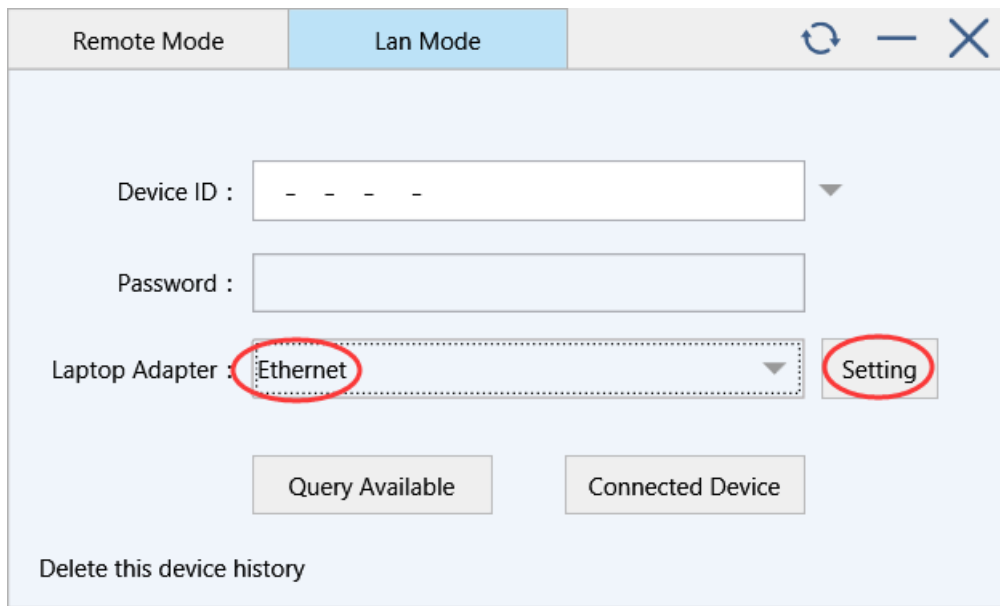 Remote Mode
Lan Mode
Device ID :
- - - -
Password :
Laptop Adapter :
Ethernet
Setting
Query Available
Connected Device
Delete this device history